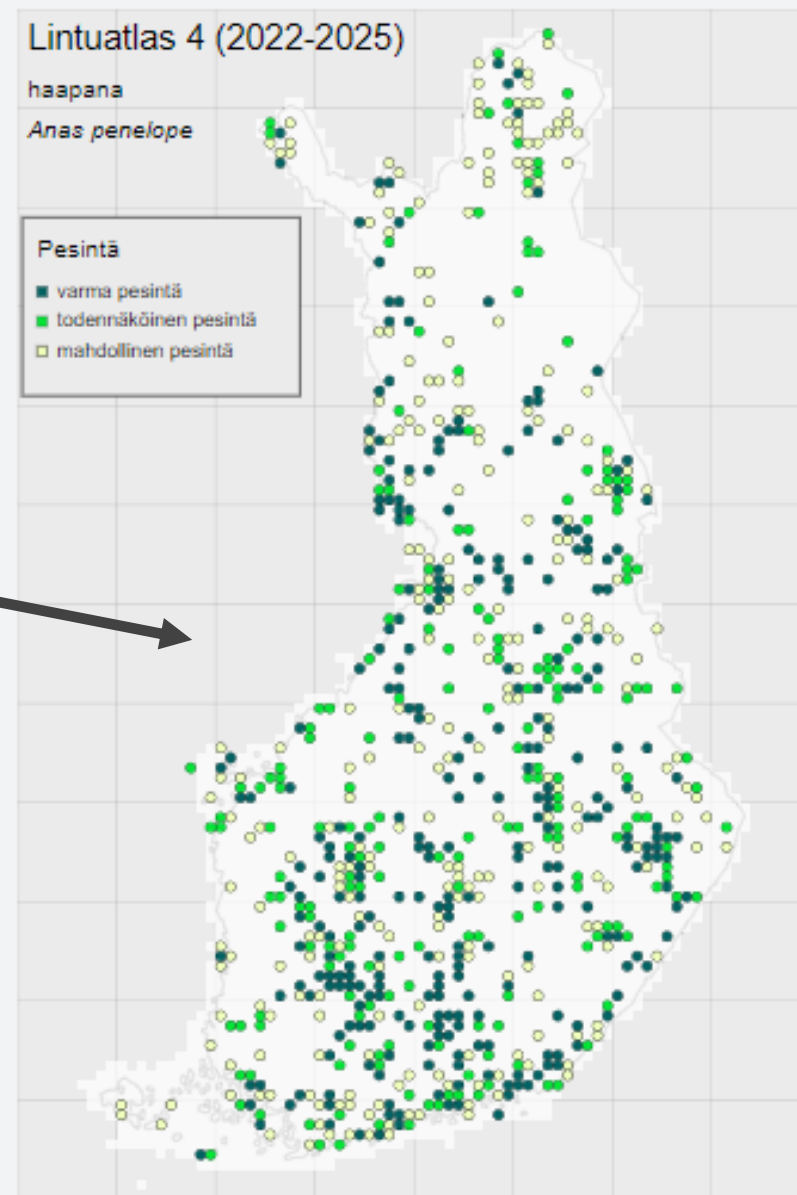 Lintuatlas 4 (2022-2025)
haapana
Anas penelope
Pesintä
varma pesintä
todennäköinen pesintä
mahdollinen pesintä